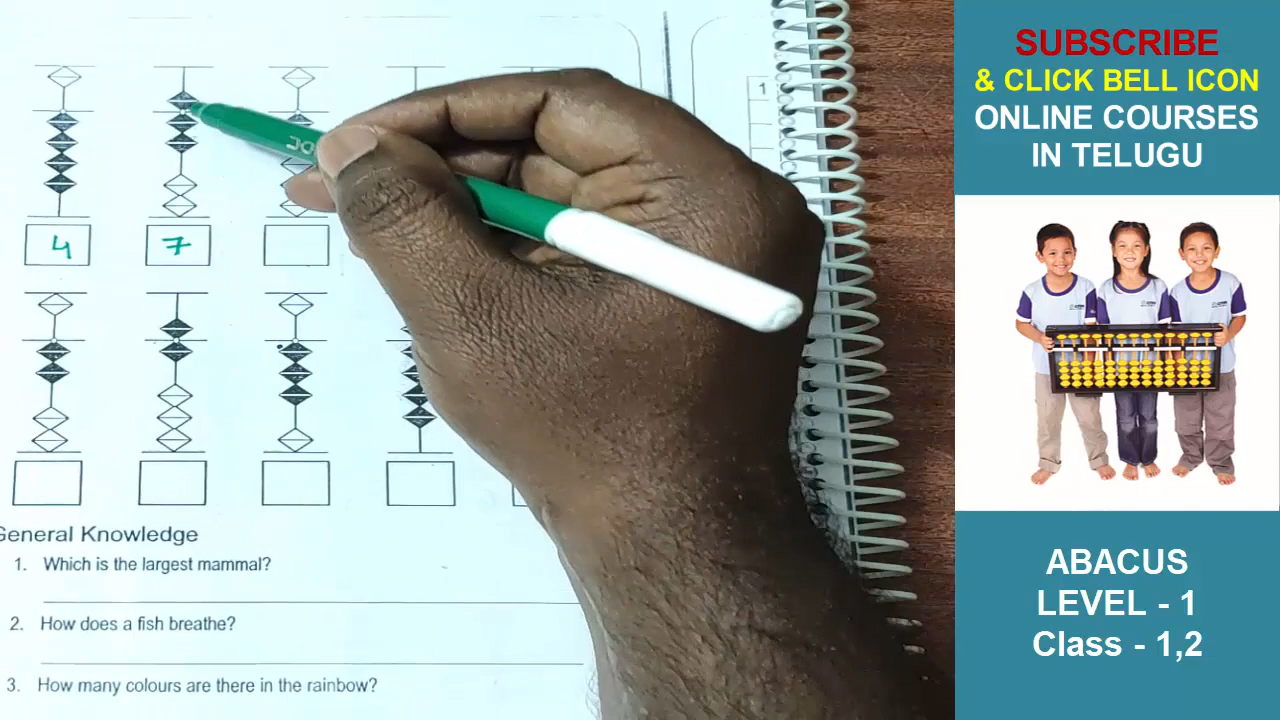 1
4
7
General Knowledge
1. Which is the largest mammal?
2. How does a fish breathe?
3. How many colours are there in the rainbow?
SUBSCRIBE
& CLICK BELL ICON
ONLINE COURSES
IN TELUGU
ABACUS
LEVEL - 1
Class - 1,2